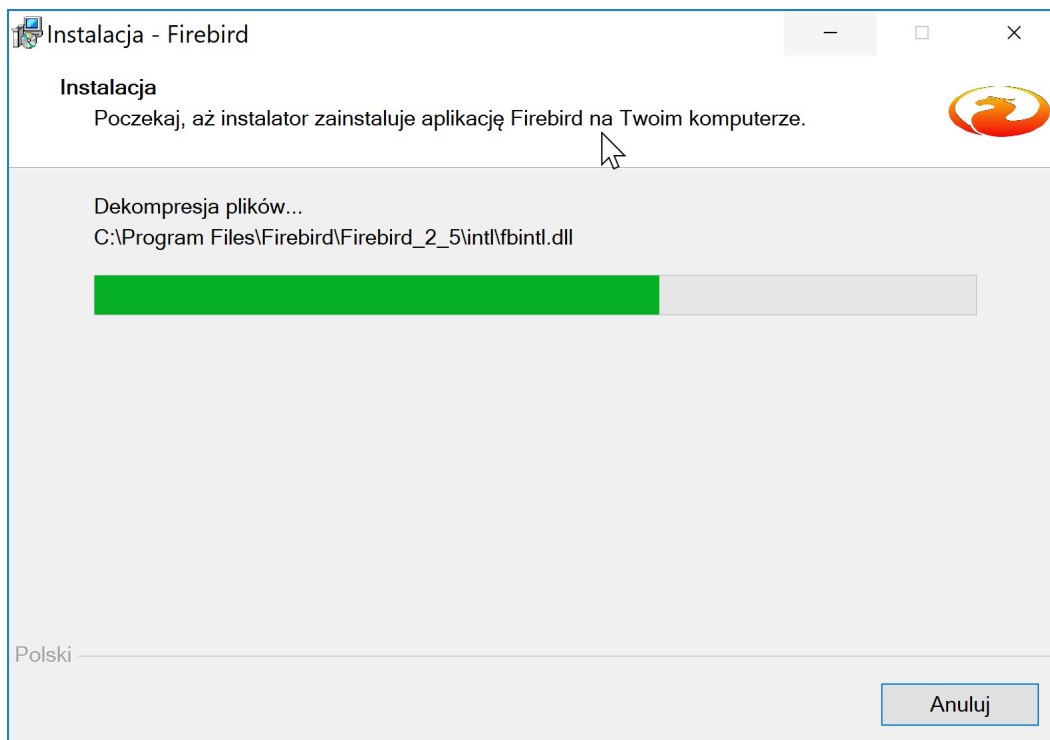 Instalacja - Firebird
Instalacja
Poczekaj, aż instalator zainstaluje aplikację Firebird na Twoim komputerze.
Dekompresja plików...
C:\Program Files\Firebird\Firebird_2_5\intl\fbintl.dll
Polski
Anuluj